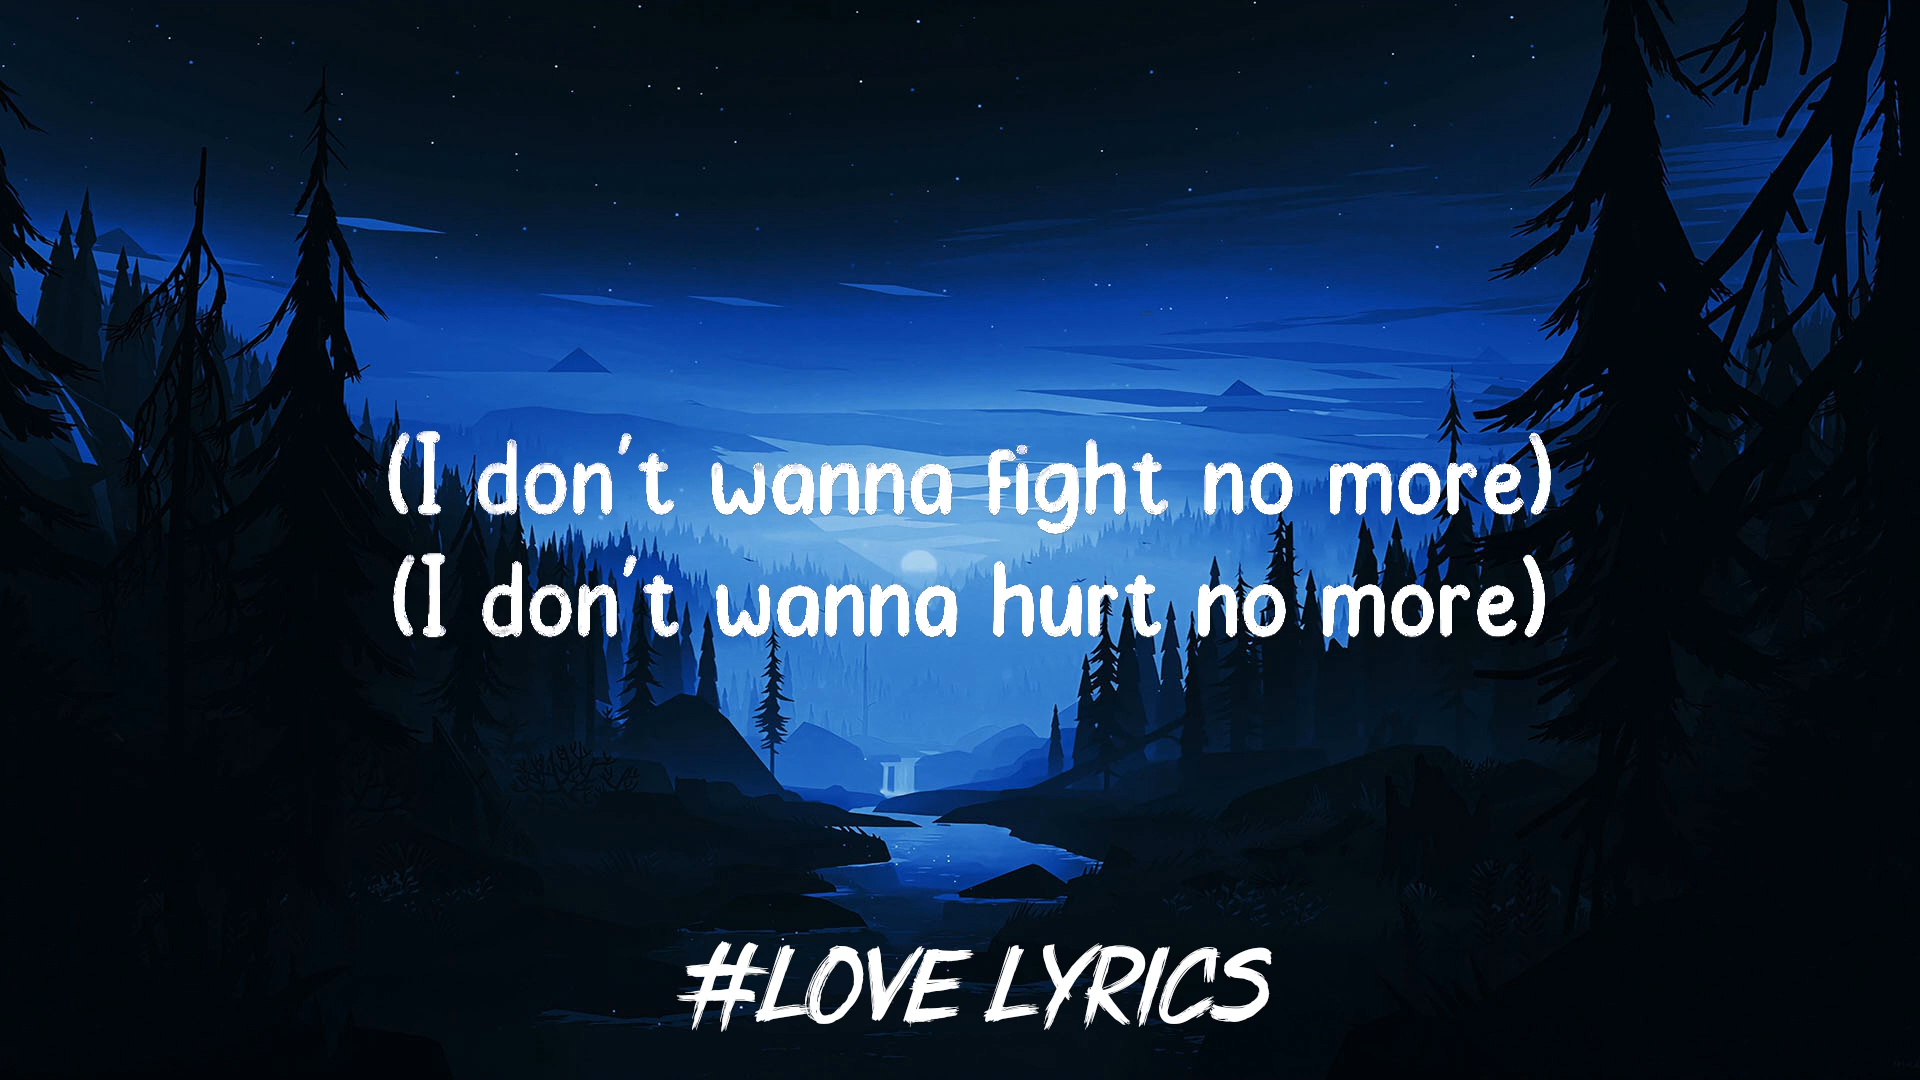 (I don't wanna fight no more)
(I don't wanna hurt no more)
#LOVE LYRICS